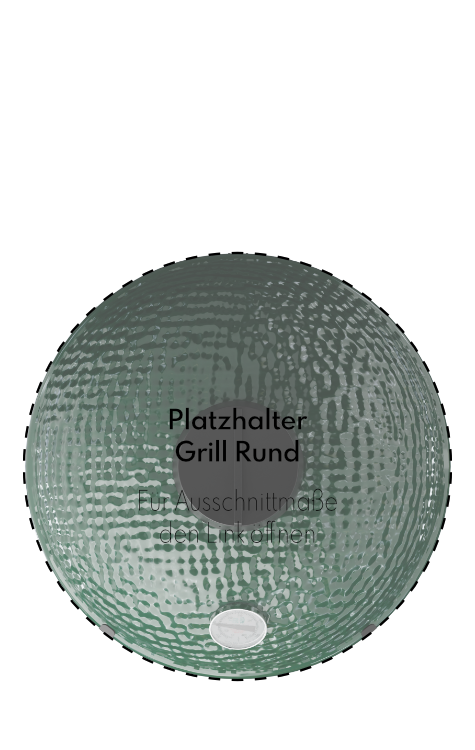 Platzhalter
Grill Rund
Für Ausschnittmaße
den Link öffnen